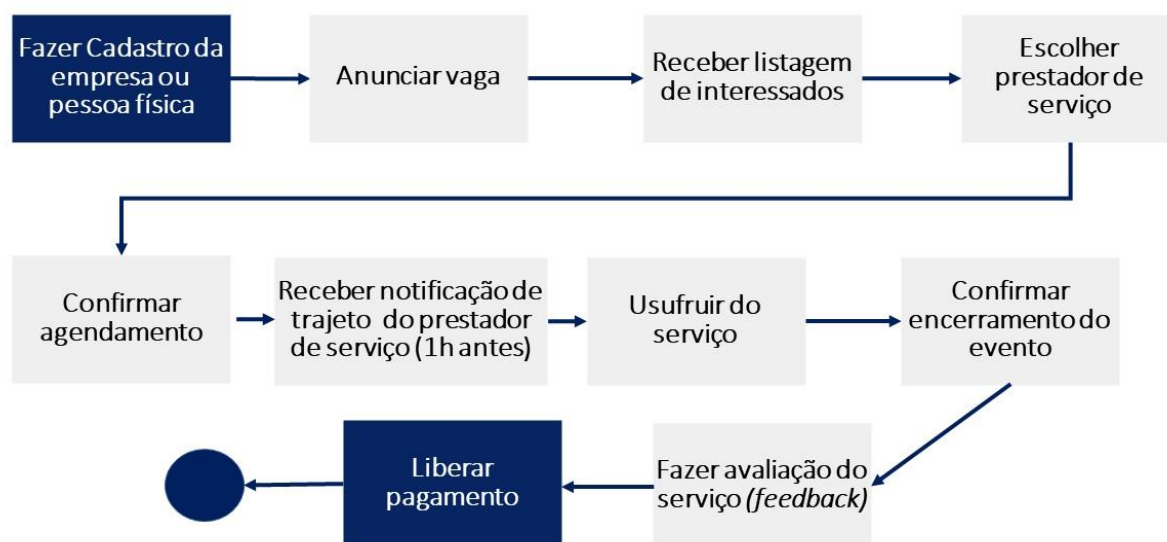 Fazer Cadastro da
empresa ou
pessoa física
Anunciar vaga
Receber listagem
de interessados
Escolher
prestador de
serviço
Confirmar
agendamento
Receber notificação de
trajeto do prestador
de serviço (1h antes)
Usufruir do
serviço
Confirmar
encerramento do
evento
Liberar
pagamento
Fazer avaliação do
serviço (feedback)